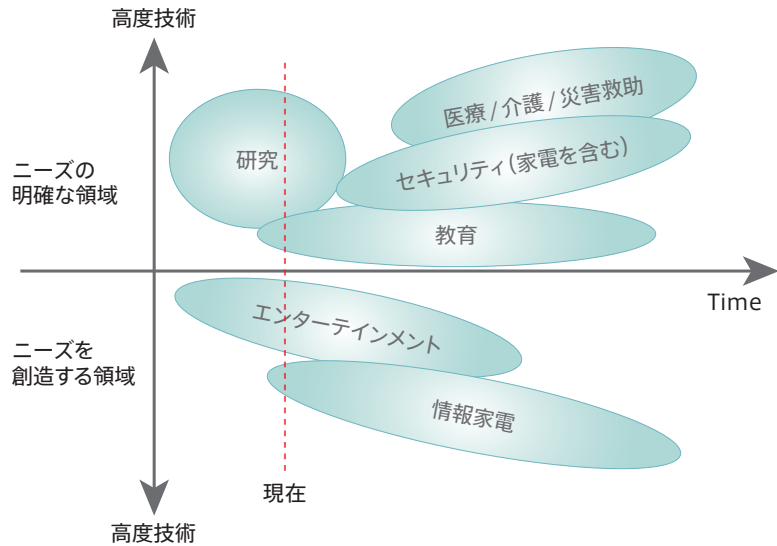 高度技術
医療 / 介護 / 災害救助
研究
セキュリティ（家電を含む）
ニーズの
明確な領域
教育
Time
エンターテインメント
ニーズを
創造する領域
情報家電
現在
高度技術